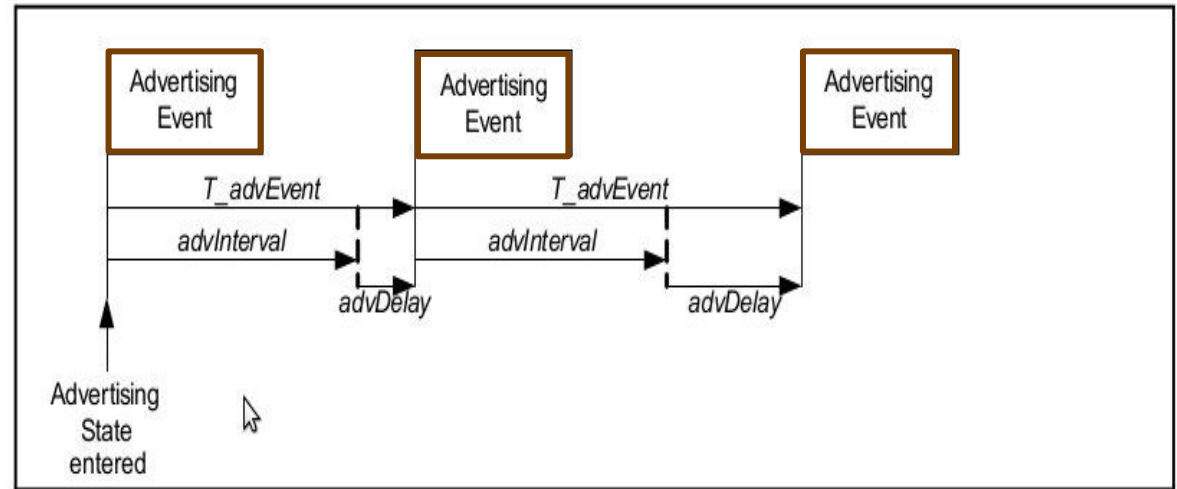 Advertising
Event
Advertising
Event
Advertising
Event
T_advEvent
T_advEvent
advInterval
advInterval
advDelay
advDelay
Advertising
State
entered